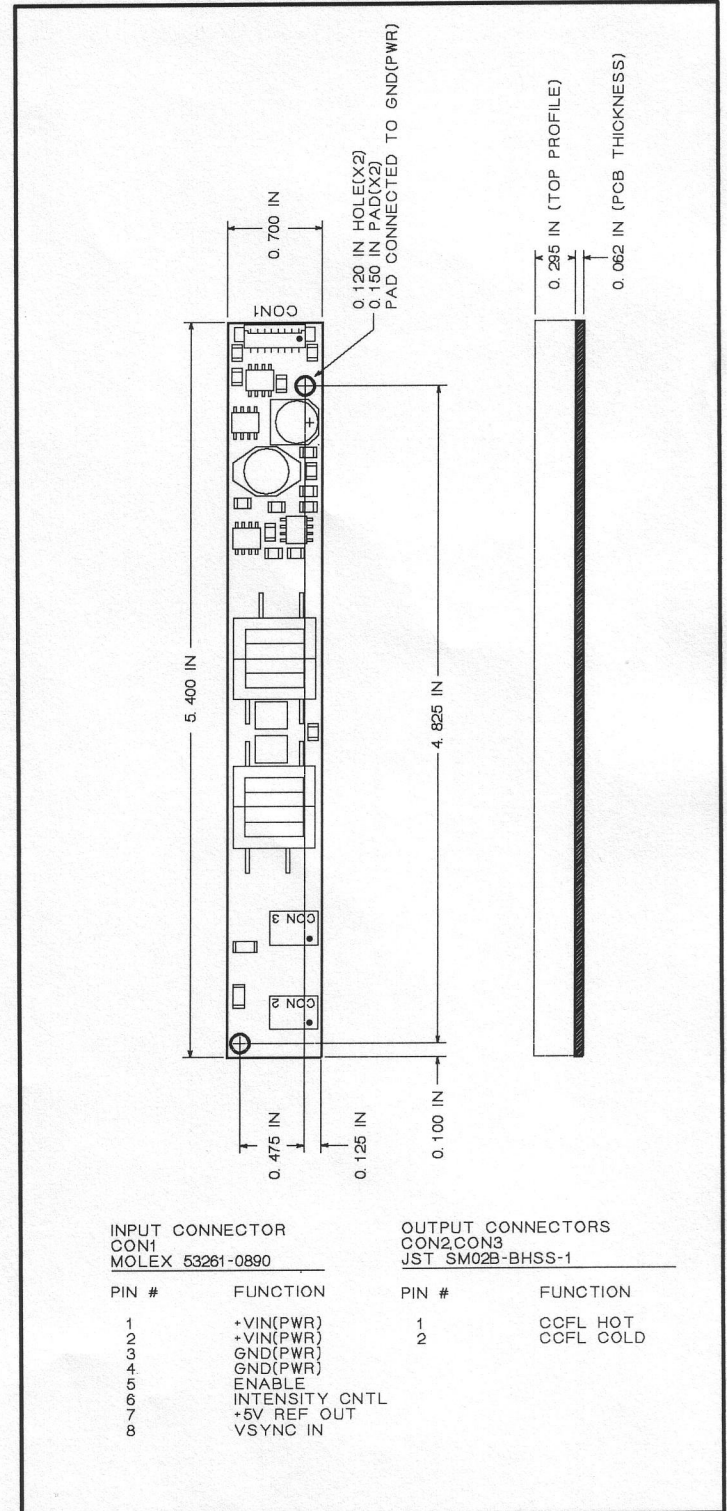 0.700 IN
CON1
0.120 IN HOLE(X2)
0.150 IN PAD(X2)
PAD CONNECTED TO GND(PWR)
0.295 IN (TOP PROFILE)
0.062 IN (PCB THICKNESS)
5.400 IN
4.825 IN
CON 3
CON 2
0.475 IN
0.125 IN
0.100 IN
INPUT CONNECTOR
CON1
MOLEX 53261-0890
PIN # FUNCTION
1 +VIN(PWR)
2 +VIN(PWR)
3 GND(PWR)
4 GND(PWR)
5 ENABLE
6 INTENSITY CNTL
7 +5V REF OUT
8 VSYNC IN
OUTPUT CONNECTORS
CON2,CON3
JST SM02B-BHSS-1
PIN # FUNCTION
1 CCFL HOT
2 CCFL COLD